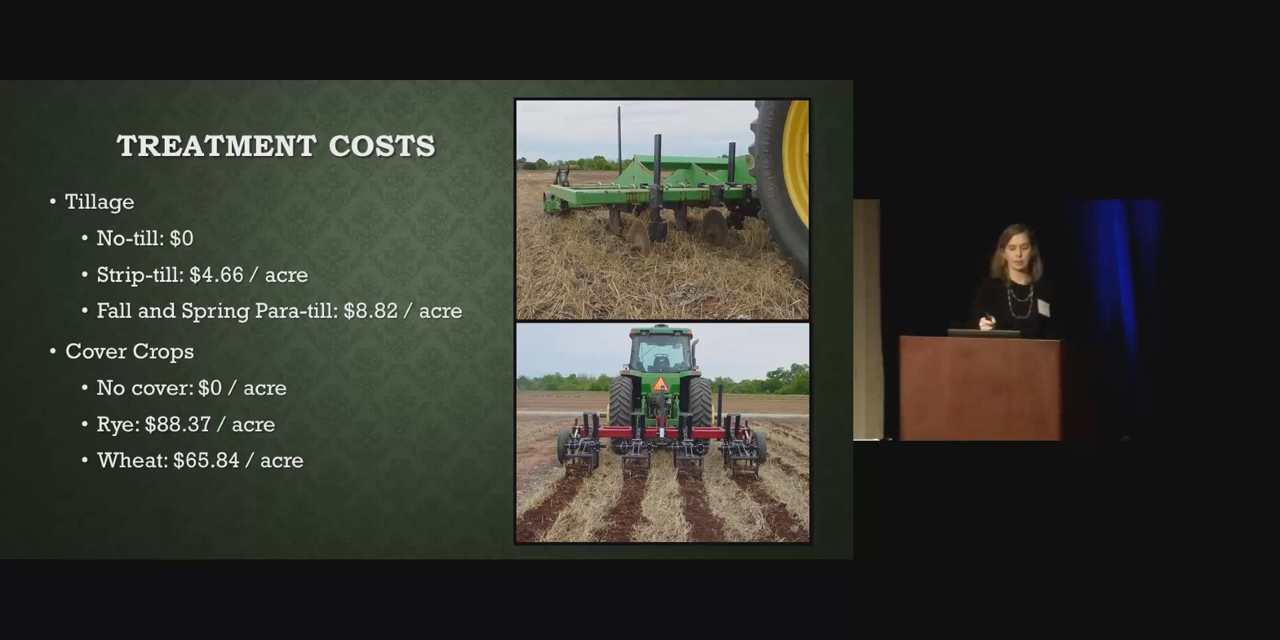 TREATMENT COSTS
• Tillage
• No-till: $0
• Strip-till: $4.66 / acre
• Fall and Spring Para-till: $8.82 / acre
• Cover Crops
• No cover: $0 / acre
• Rye: $88.37 / acre
• Wheat: $65.84 / acre